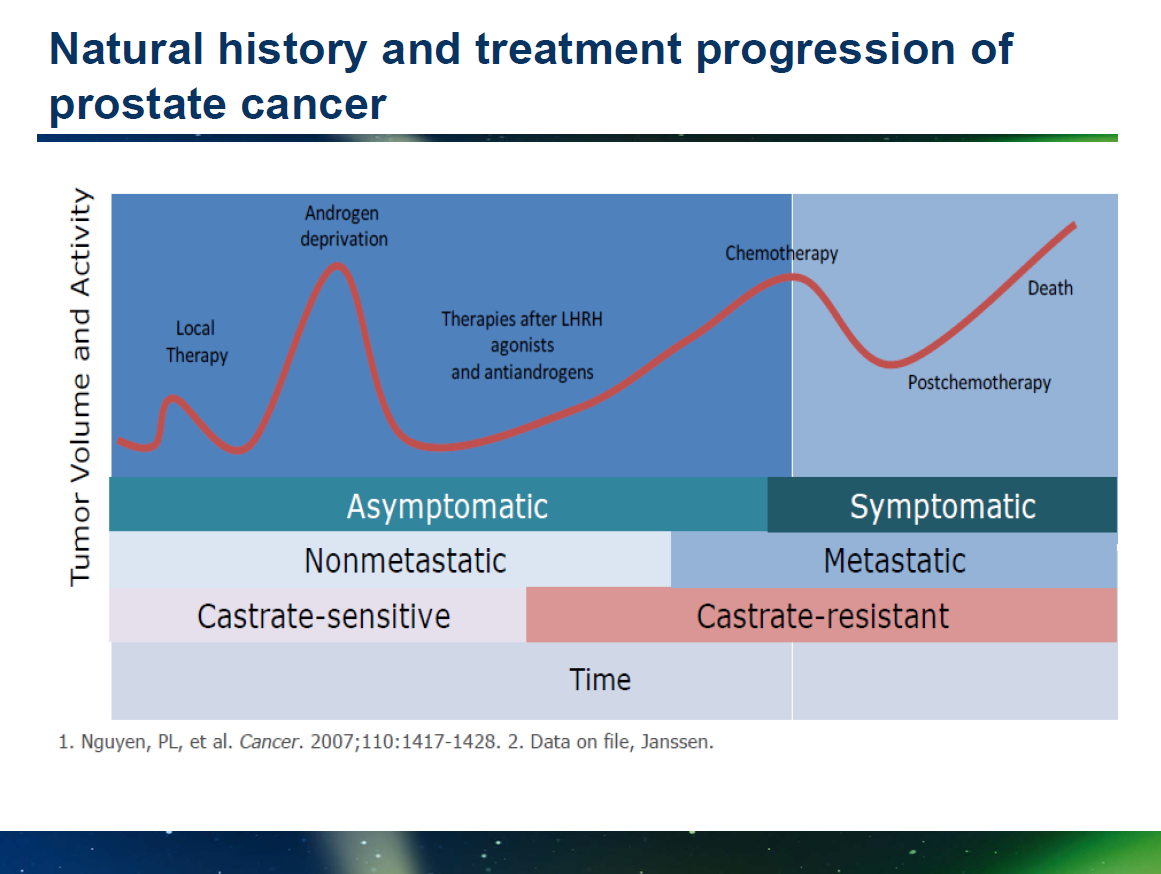 Natural history and treatment progression of
prostate cancer
Tumor Volume and Activity
Androgen
deprivation
Local
Therapy
Therapies after LHRH
agonists
and antiandrogens
Chemotherapy
Death
Postchemotherapy
Asymptomatic
Symptomatic
Nonmetastatic
Metastatic
Castrate-sensitive
Castrate-resistant
Time
1. Nguyen, PL, et al. Cancer. 2007;110:1417-1428. 2. Data on file, Janssen.